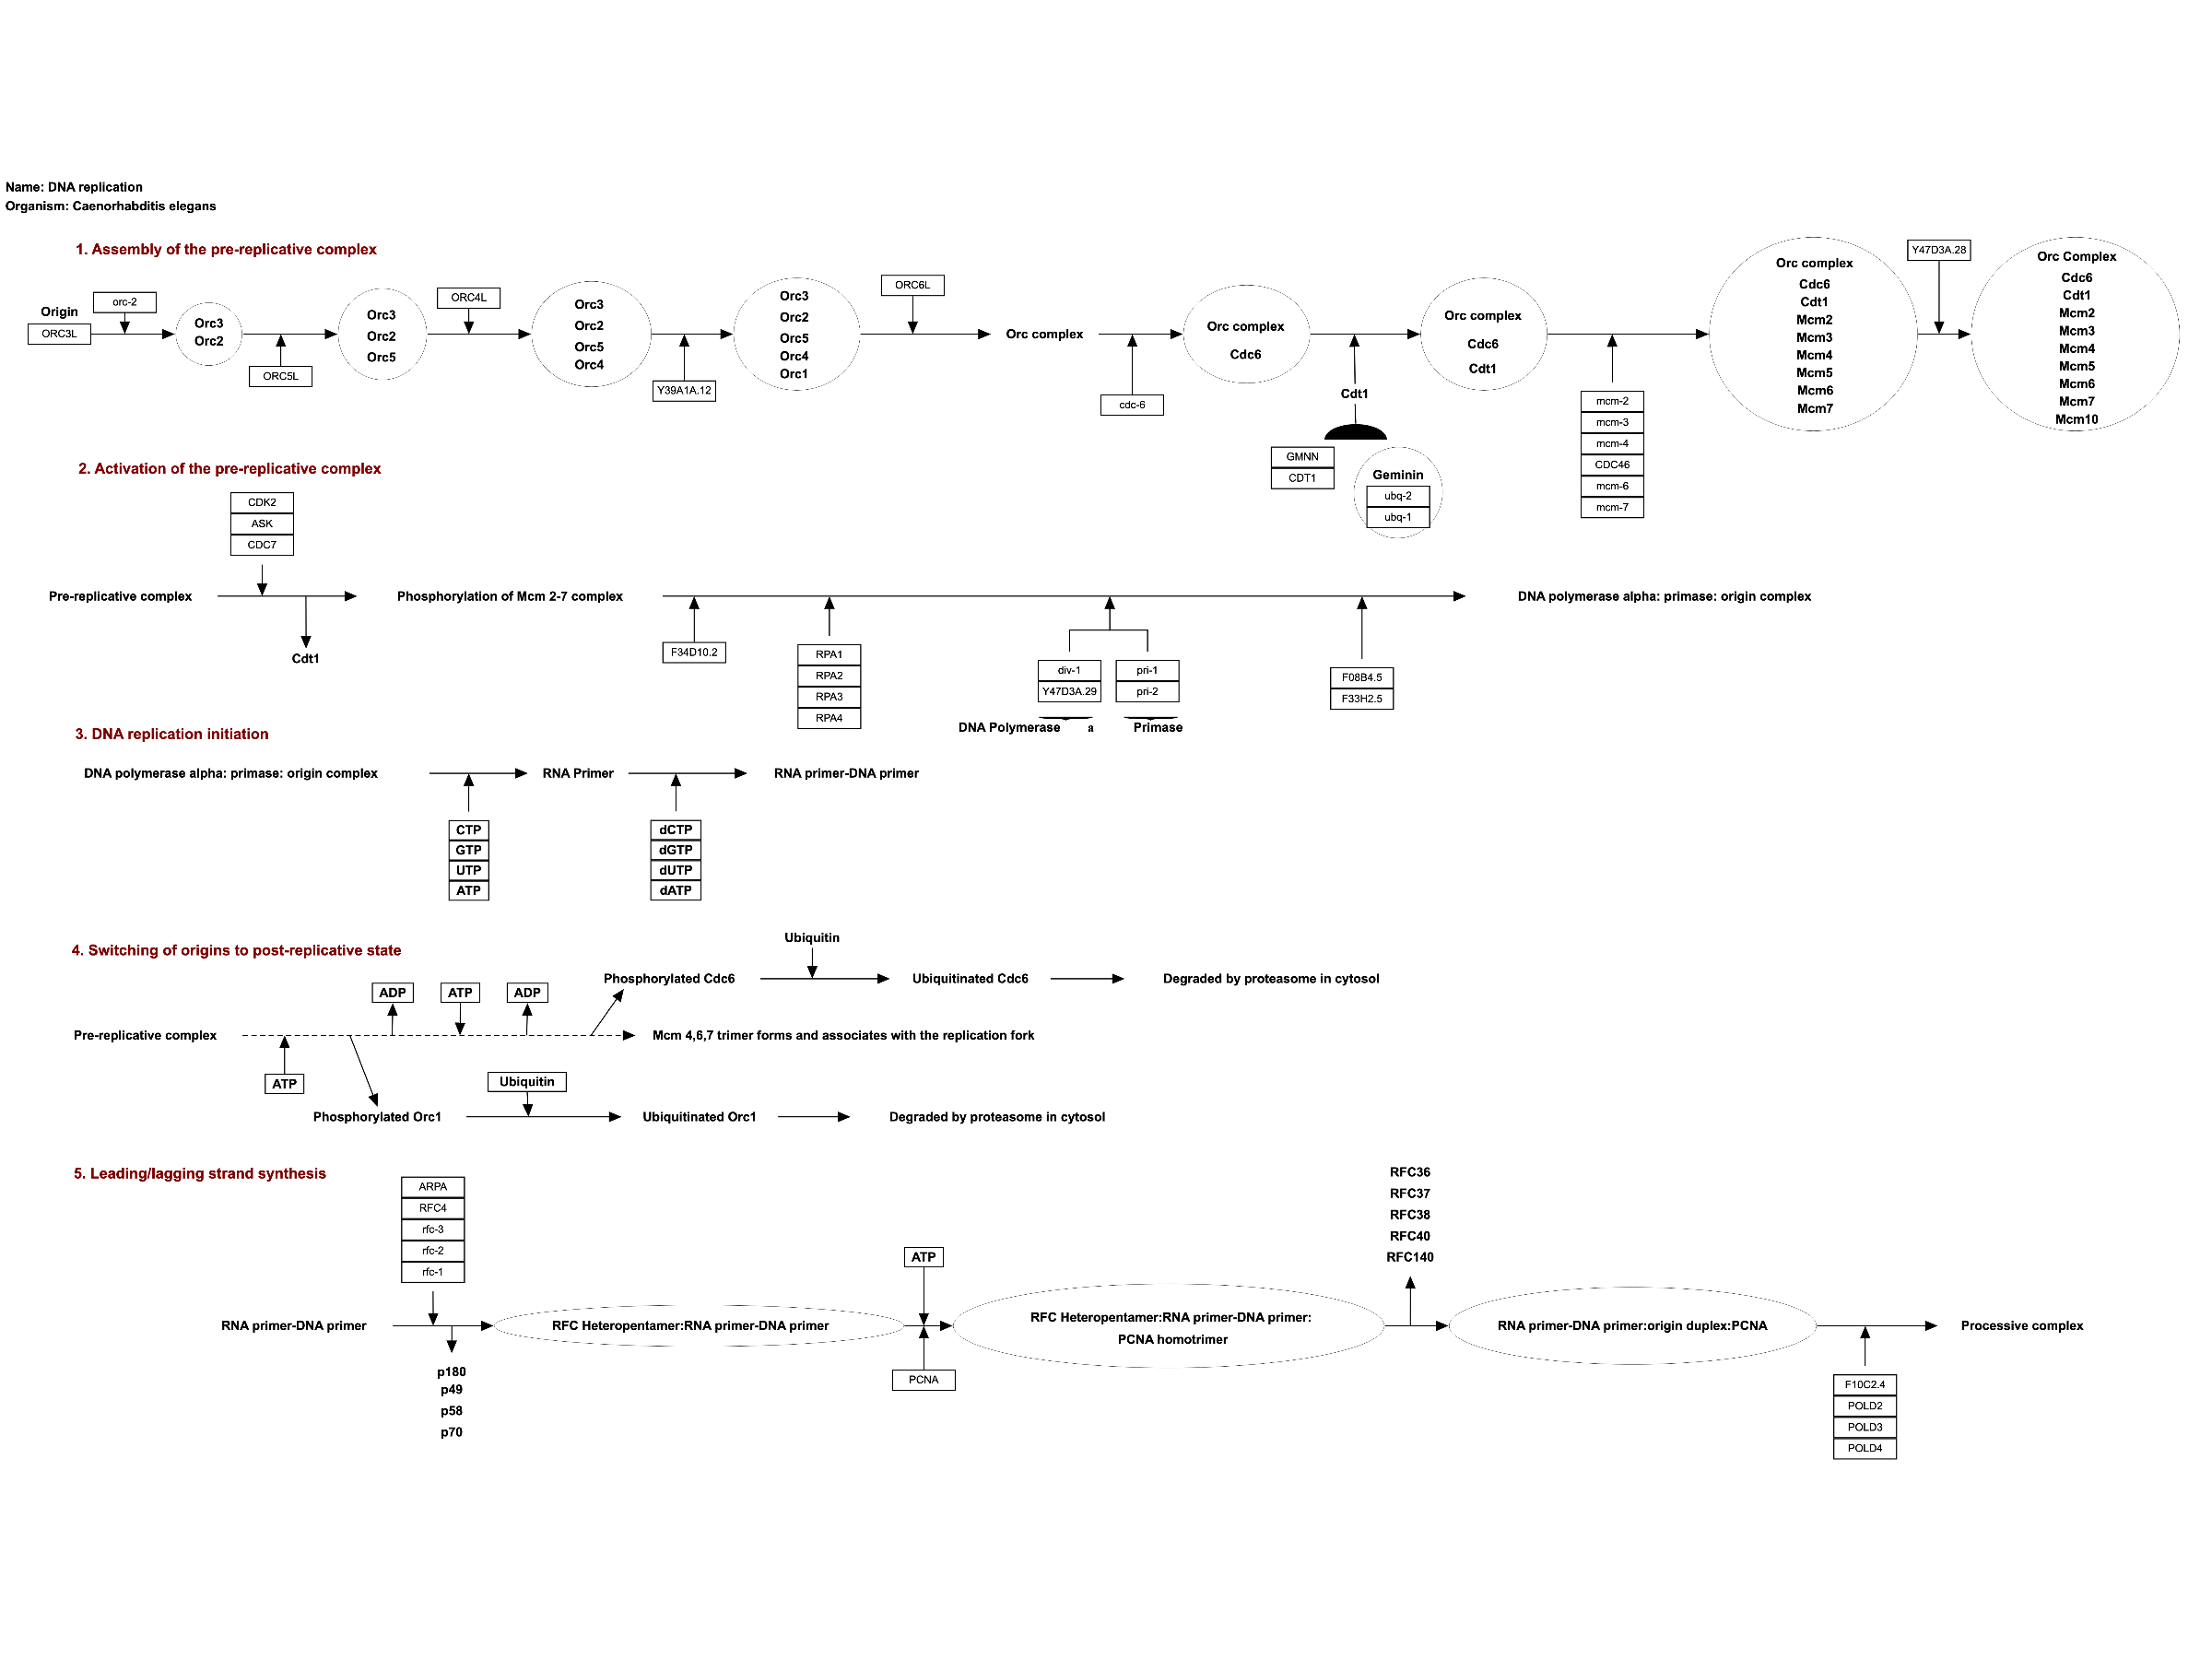 Name: DNA replication
Organism: Caenorhabditis elegans
1. Assembly of the pre-replicative complex
Origin
ORC3L
orc-2
Orc3
Orc2
ORC5L
Orc3
Orc2
Orc5
ORC4L
Orc3
Orc2
Orc5
Orc4
Y39A1A.12
Orc3
Orc2
Orc5
Orc4
Orc1
ORC6L
Orc complex
cdc-6
Orc complex
Cdc6
Cdt1
GMNN
CDT1
Geminin
ubq-2
ubq-1
Orc complex
Cdc6
Cdt1
mcm-2
mcm-3
mcm-4
CDC46
mcm-6
mcm-7
Orc complex
Cdc6
Cdt1
Mcm2
Mcm3
Mcm4
Mcm5
Mcm6
Mcm7
Y47D3A.28
Orc Complex
Cdc6
Cdt1
Mcm2
Mcm3
Mcm4
Mcm5
Mcm6
Mcm7
Mcm10
2. Activation of the pre-replicative complex
CDK2
ASK
CDC7
Pre-replicative complex
Cdt1
Phosphorylation of Mcm 2-7 complex
F34D10.2
RPA1
RPA2
RPA3
RPA4
div-1
Y47D3A.29
pri-1
pri-2
DNA Polymerase a
Primase
F08B4.5
F33H2.5
DNA polymerase alpha: primase: origin complex
3. DNA replication initiation
DNA polymerase alpha: primase: origin complex
CTP
GTP
UTP
ATP
RNA Primer
dCTP
dGTP
dUTP
dATP
RNA primer-DNA primer
4. Switching of origins to post-replicative state
Ubiquitin
Phosphorylated Cdc6
Ubiquitinated Cdc6
Degraded by proteasome in cytosol
ADP
ATP
ADP
Pre-replicative complex
Mcm 4,6,7 trimer forms and associates with the replication fork
ATP
Ubiquitin
Phosphorylated Orc1
Ubiquitinated Orc1
Degraded by proteasome in cytosol
5. Leading/lagging strand synthesis
ARPA
RFC4
rfc-3
rfc-2
rfc-1
RNA primer-DNA primer
p180
p49
p58
p70
RFC Heteropentamer:RNA primer-DNA primer
ATP
PCNA
RFC Heteropentamer:RNA primer-DNA primer:
PCNA homotrimer
RFC36
RFC37
RFC38
RFC40
RFC140
RNA primer-DNA primer:origin duplex:PCNA
F10C2.4
POLD2
POLD3
POLD4
Processive complex